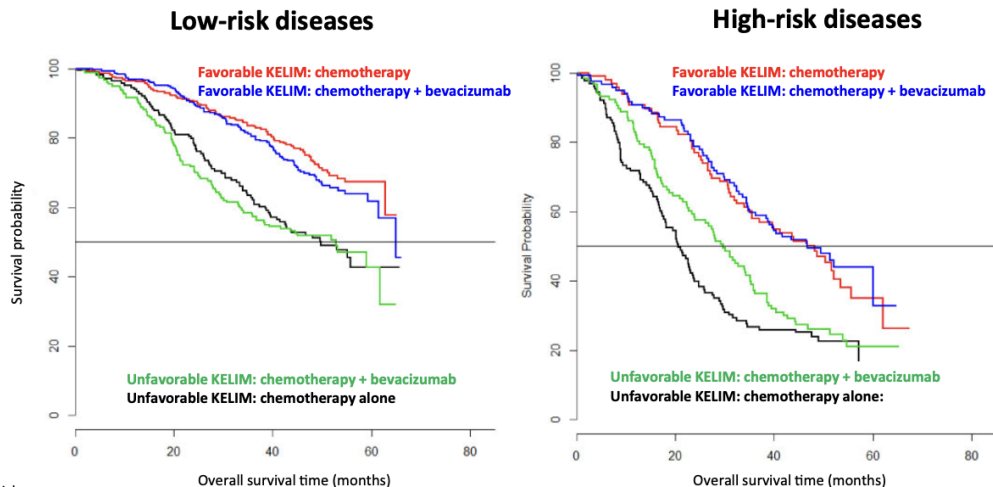 Low-risk diseases
Favorable KELIM: chemotherapy
Favorable KELIM: chemotherapy + bevacizumab
Survival probability
100
80
60
40
20
0
Unfavorable KELIM: chemotherapy + bevacizumab
Unfavorable KELIM: chemotherapy alone
0 20 40 60 80
Overall survival time (months)
High-risk diseases
Favorable KELIM: chemotherapy
Favorable KELIM: chemotherapy + bevacizumab
Survival Probability
100
80
60
40
20
0
Unfavorable KELIM: chemotherapy + bevacizumab
Unfavorable KELIM: chemotherapy alone:
0 20 40 60 80
Overall survival time (months)